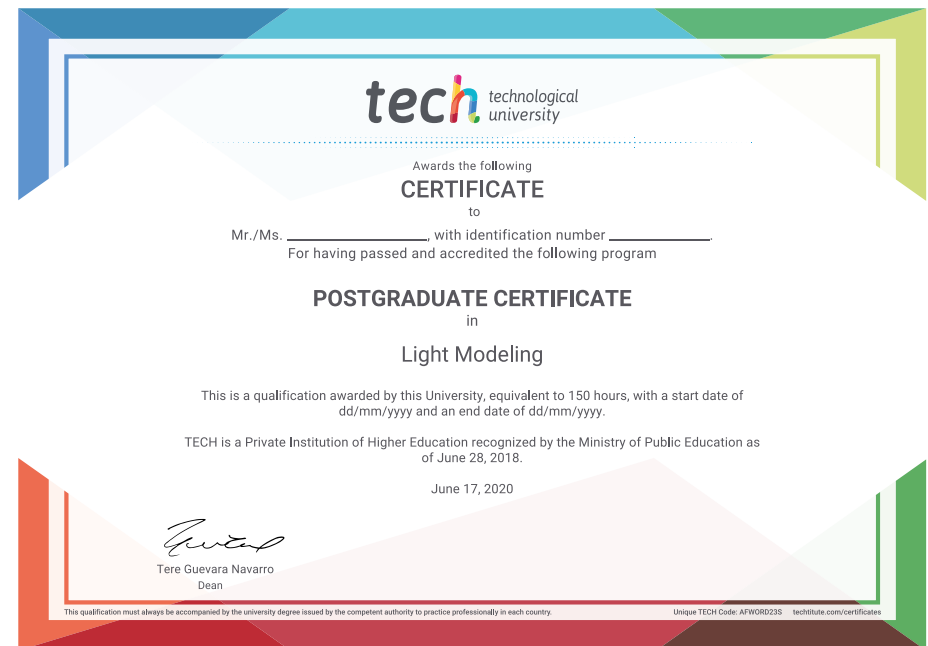 tech technological
university
Awards the following
CERTIFICATE
to
Mr./Ms. ____________, with identification number ____________.
For having passed and accredited the following program
POSTGRADUATE CERTIFICATE
in
Light Modeling
This is a qualification awarded by this University, equivalent to 150 hours, with a start date of
dd/mm/yyyy and an end date of dd/mm/yyyy.
TECH is a Private Institution of Higher Education recognized by the Ministry of Public Education as
of June 28, 2018.
June 17, 2020
Tere Guevara Navarro
Dean
This qualification must always be accompanied by the university degree issued by the competent authority to practice professionally in each country.
Unique TECH Code: AFWORD23S techtitute.com/certificates